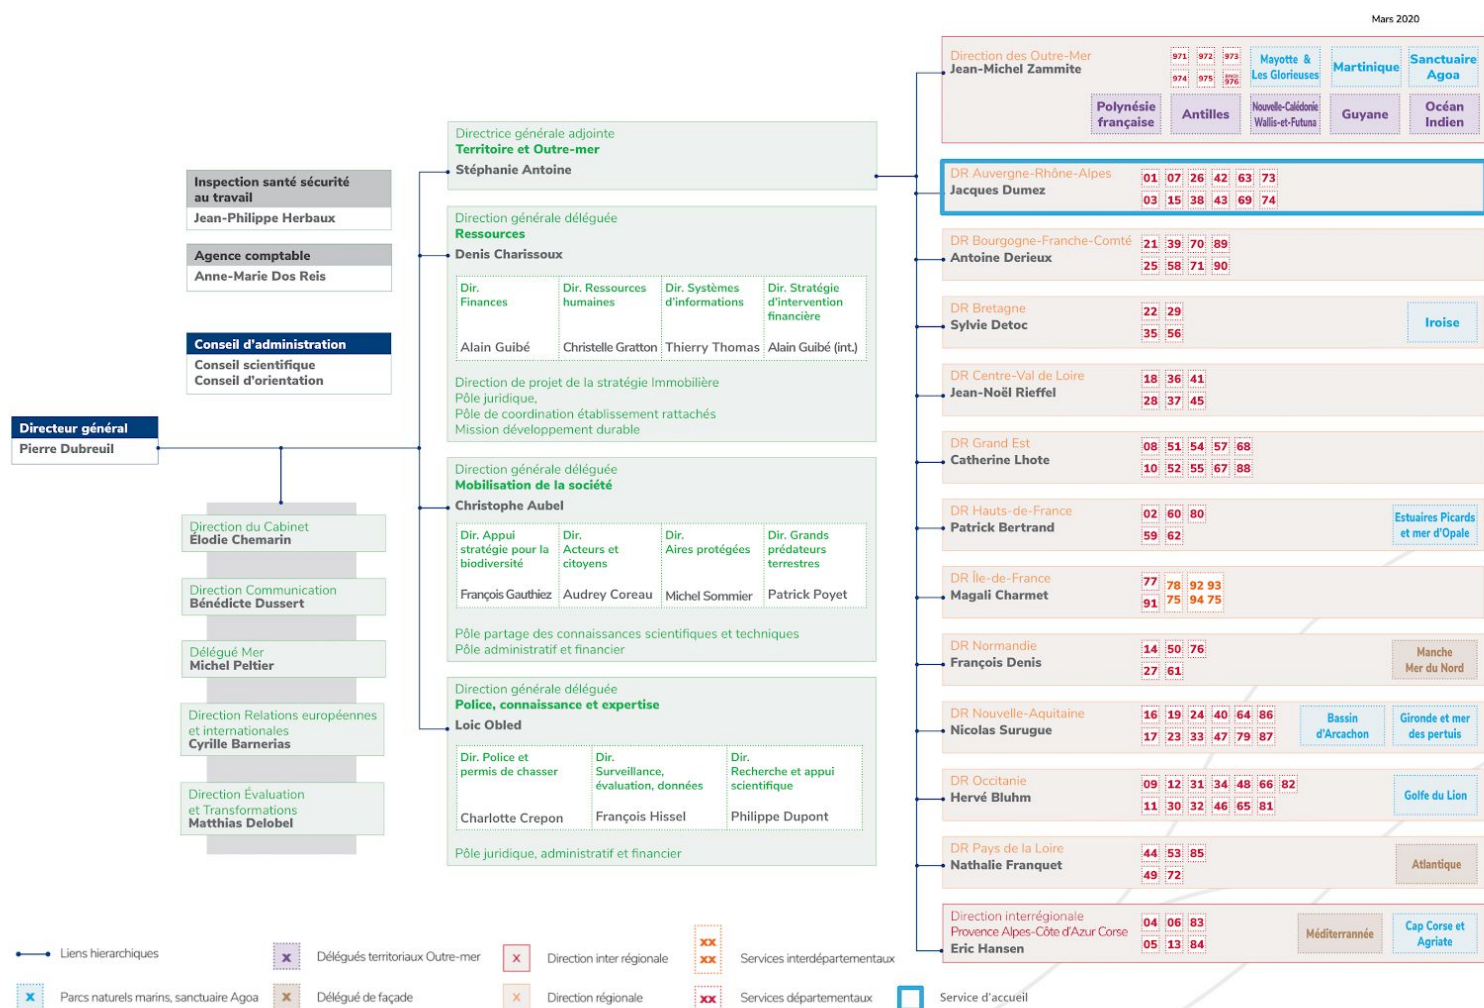 Mars 2020
Directeur général
Pierre Dubreuil
Inspection santé sécurité
au travail
Jean-Philippe Herbaux
Agence comptable
Anne-Marie Dos Reis
Conseil d'administration
Conseil scientifique
Conseil d'orientation
Direction du Cabinet
Élodie Chemarin
Direction Communication
Bénédicte Dussert
Délégué Mer
Michel Peltier
Direction Relations européennes
et internationales
Cyrille Barnerias
Direction Évaluation
et Transformations
Matthias Delobel
Directrice générale adjointe
Territoire et Outre-mer
Stéphanie Antoine
Direction générale déléguée
Ressources
Denis Charissoux
Dir.
Finances
Alain Guibé
Dir. Ressources
humaines
Christelle Gratton
Dir. Systèmes
d'informations
Thierry Thomas
Dir. Stratégie
d'intervention
financière
Alain Guibé (int.)
Direction de projet de la stratégie Immobilière
Pôle juridique,
Pôle de coordination établissement rattachés
Mission développement durable
Direction générale déléguée
Mobilisation de la société
Christophe Aubel
Dir. Appui
stratégie pour la
biodiversité
François Gauthiez
Dir.
Acteurs et
citoyens
Audrey Coreau
Dir.
Aires protégées
Michel Sommier
Dir. Grands
prédateurs
terrestres
Patrick Poyet
Pôle partage des connaissances scientifiques et techniques
Pôle administratif et financier
Direction générale déléguée
Police, connaissance et expertise
Loic Obled
Dir. Police et
permis de chasser
Charlotte Crepon
Dir.
Surveillance,
évaluation, données
François Hissel
Dir.
Recherche et appui
scientifique
Philippe Dupont
Pôle juridique, administratif et financier
Direction des Outre-Mer
Jean-Michel Zammite
971 972 973
974 975 976
Mayotte &
Les Glorieuses
Martinique
Sanctuaire
Agoa
Polynésie
française
Antilles
Nouvelle-Calédonie
Wallis-et-Futuna
Guyane
Océan
Indien
DR Auvergne-Rhône-Alpes
Jacques Dumez
01 07 26 42 63 73
03 15 38 43 69 74
DR Bourgogne-Franche-Comté
Antoine Derieux
21 39 70 89
25 58 71 90
DR Bretagne
Sylvie Detoc
22 29
35 56
Iroise
DR Centre-Val de Loire
Jean-Noël Rieffel
18 36 41
28 37 45
DR Grand Est
Catherine Lhote
08 51 54 57 68
10 52 55 67 88
DR Hauts-de-France
Patrick Bertrand
02 60 80
59 62
Estuaires Picards
et mer d'Opale
DR Île-de-France
Magali Charmet
77 78 92 93
91 75 94 75
DR Normandie
François Denis
14 50 76
27 61
Manche
Mer du Nord
DR Nouvelle-Aquitaine
Nicolas Surugue
16 19 24 40 64 86
17 23 33 47 79 87
Bassin
d'Arcachon
Gironde et mer
des pertuis
DR Occitanie
Hervé Bluhm
09 12 31 34 48 66 82
11 30 32 46 65 81
Golfe du Lion
DR Pays de la Loire
Nathalie Franquet
44 53 85
49 72
Atlantique
Direction interrégionale
Provence Alpes-Côte d'Azur Corse
Eric Hansen
04 06 83
05 13 84
Méditerrannée
Cap Corse et
Agriate
Liens hierarchiques
x Délégués territoriaux Outre-mer
x Direction inter régionale
xx
xx Services interdépartementaux
x Parcs naturels marins, sanctuaire Agoa
x Délégué de façade
x Direction régionale
xx Services départementaux
Service d'accueil